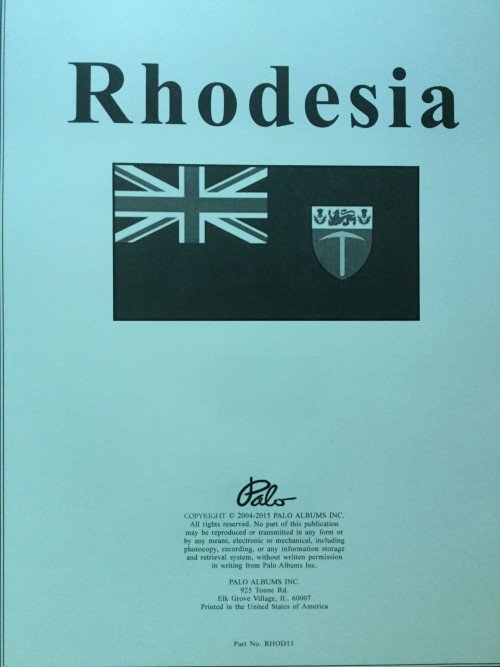 Rhodesia
Palo
COPYRIGHT © 2004-2015 PALO ALBUMS INC.
All rights reserved. No part of this publication
may be reproduced or transmitted in any form or
by any means, electronic or mechanical, including
photocopy, recording, or any information storage
and retrieval system, without written permission
in writing from Palo Albums Inc.
PALO ALBUMS INC.
925 Tonne Rd.
Elk Grove Village, IL. 60007
Printed in the United States of America
Part No. RHOD11